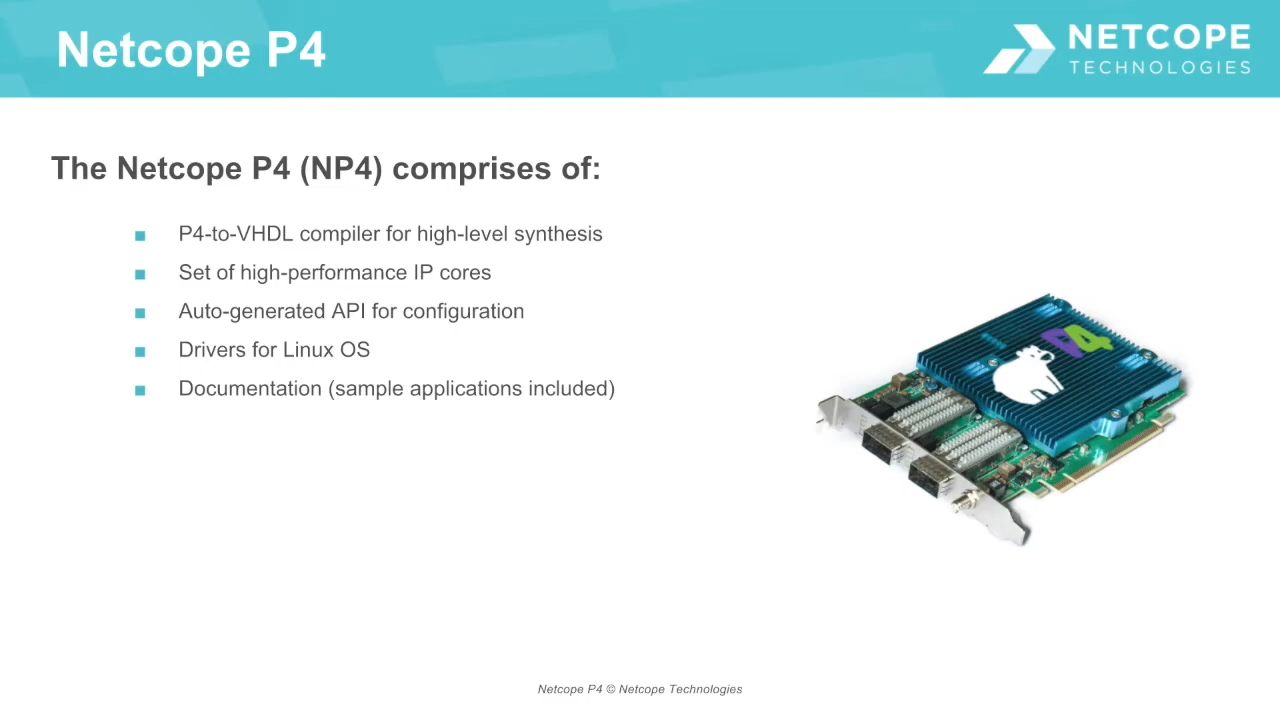 Netcope P4
NETCOPE
TECHNOLOGIES
The Netcope P4 (NP4) comprises of:
P4-to-VHDL compiler for high-level synthesis
Set of high-performance IP cores
Auto-generated API for configuration
Drivers for Linux OS
Documentation (sample applications included)
P4
Netcope P4 © Netcope Technologies